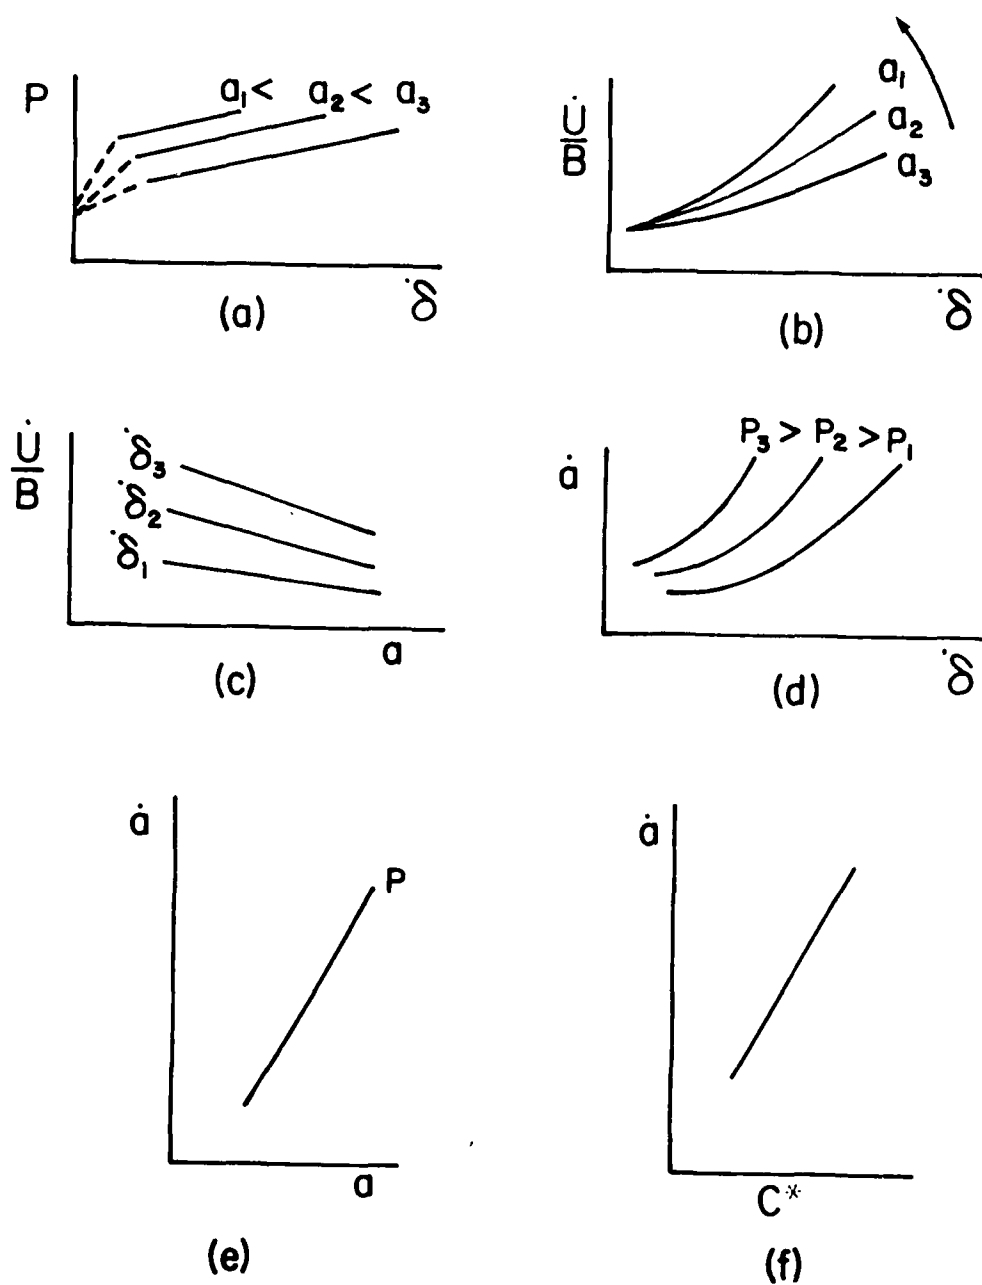 P
a₁< a₂< a₃
δ̇
(a)
U̇/B
a₁
a₂
a₃
δ̇
(b)
U̇/B
δ̇₃
δ̇₂
δ̇₁
a
(c)
ȧ
P₃ > P₂ > P₁
δ̇
(d)
ȧ
P
a
(e)
ȧ
C*
(f)